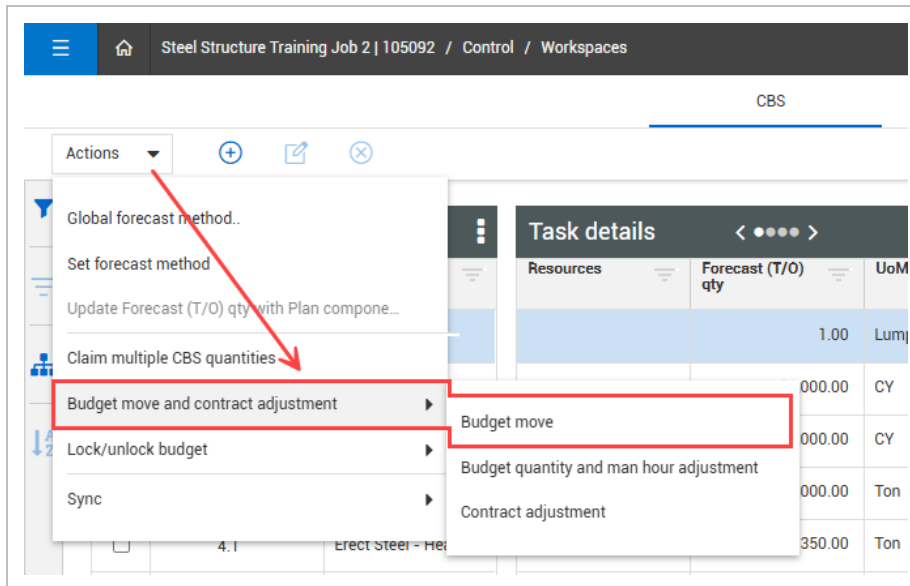 Steel Structure Training Job 2 | 105092 / Control / Workspaces
CBS
Actions
Global forecast method..
Set forecast method
Update Forecast (T/O) qty with Plan compone...
Claim multiple CBS quantities
Budget move and contract adjustment
Lock/unlock budget
Sync
Budget move
Budget quantity and man hour adjustment
Contract adjustment
Task details
Resources
Forecast (T/O)
qty
UoM
1.00 Lump
000.00 CY
000.00 CY
000.00 Ton
4.1 Erect Steel - Hea
350.00 Ton